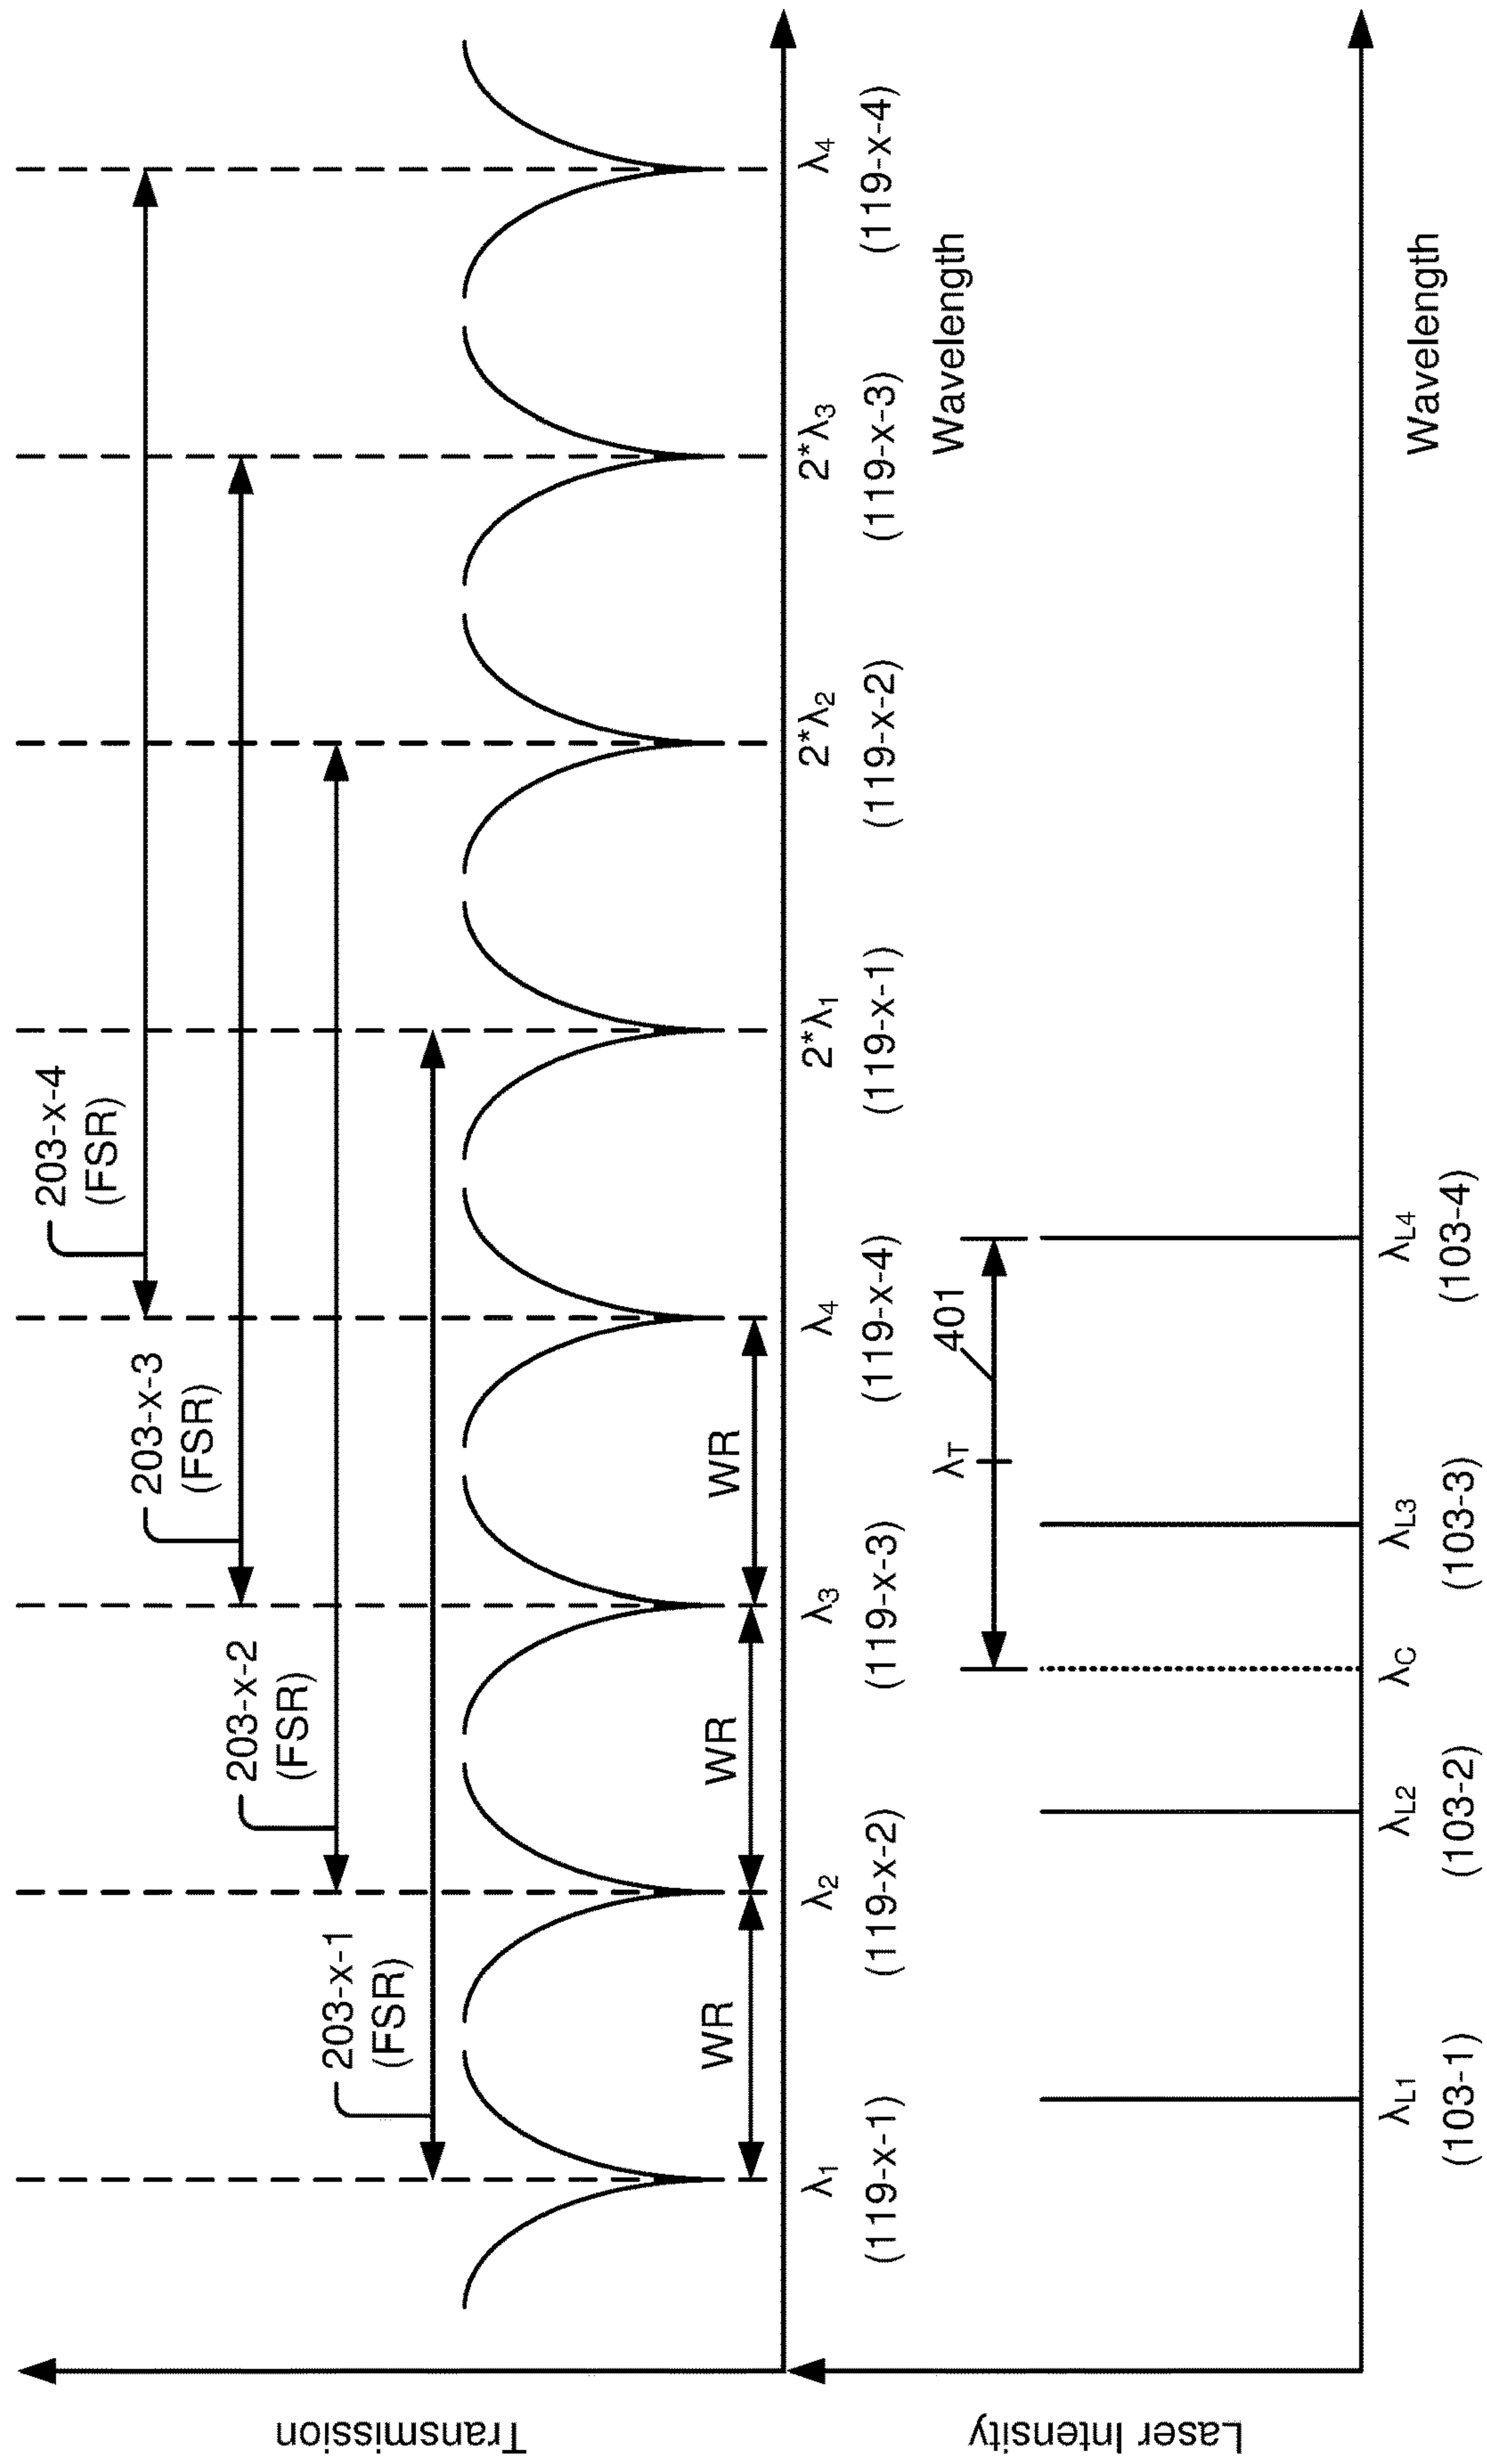 Transmission
203-x-4
(FSR)
203-x-3
(FSR)
203-x-2
(FSR)
203-x-1
(FSR)
WR
WR
WR
λ1
λ2
λ3
λ4
2*λ1
2*λ2
2*λ3
λ4
(119-x-1)
(119-x-2)
(119-x-3)
(119-x-4)
(119-x-1)
(119-x-2)
(119-x-3)
(119-x-4)
Wavelength
Laser Intensity
λT
401
λL1
λL2
λC
λL3
λL4
(103-1)
(103-2)
(103-3)
(103-4)
Wavelength